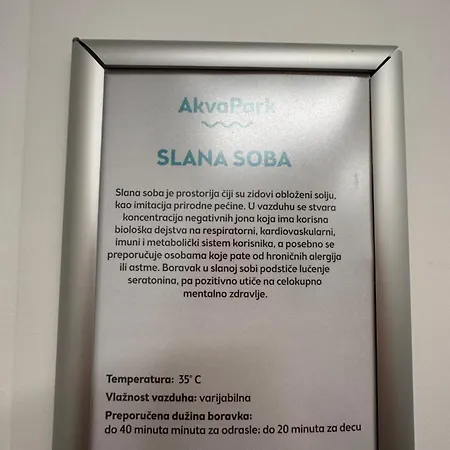 AkvaPark
SLANA SOBA
Slana soba je prostorija čiji su zidovi obloženi solju,
kao imitacija prirodne pećine. U vazduhu se stvara
koncentracija negativnih jona koja ima korisna
biološka dejstva na respiratorni, kardiovaskularni,
imuni i metabolički sistem korisnika, a posebno se
preporučuje osobama koje pate od hroničnih alergija
ili astme. Boravak u slanoj sobi podstiče lučenje
seratonina, pa pozitivno utiče na celokupno
mentalno zdravlje.
Temperatura: 35°C
Vlažnost vazduha: varijabilna
Preporučena dužina boravka:
do 40 minuta minuta za odrasle; do 20 minuta za decu